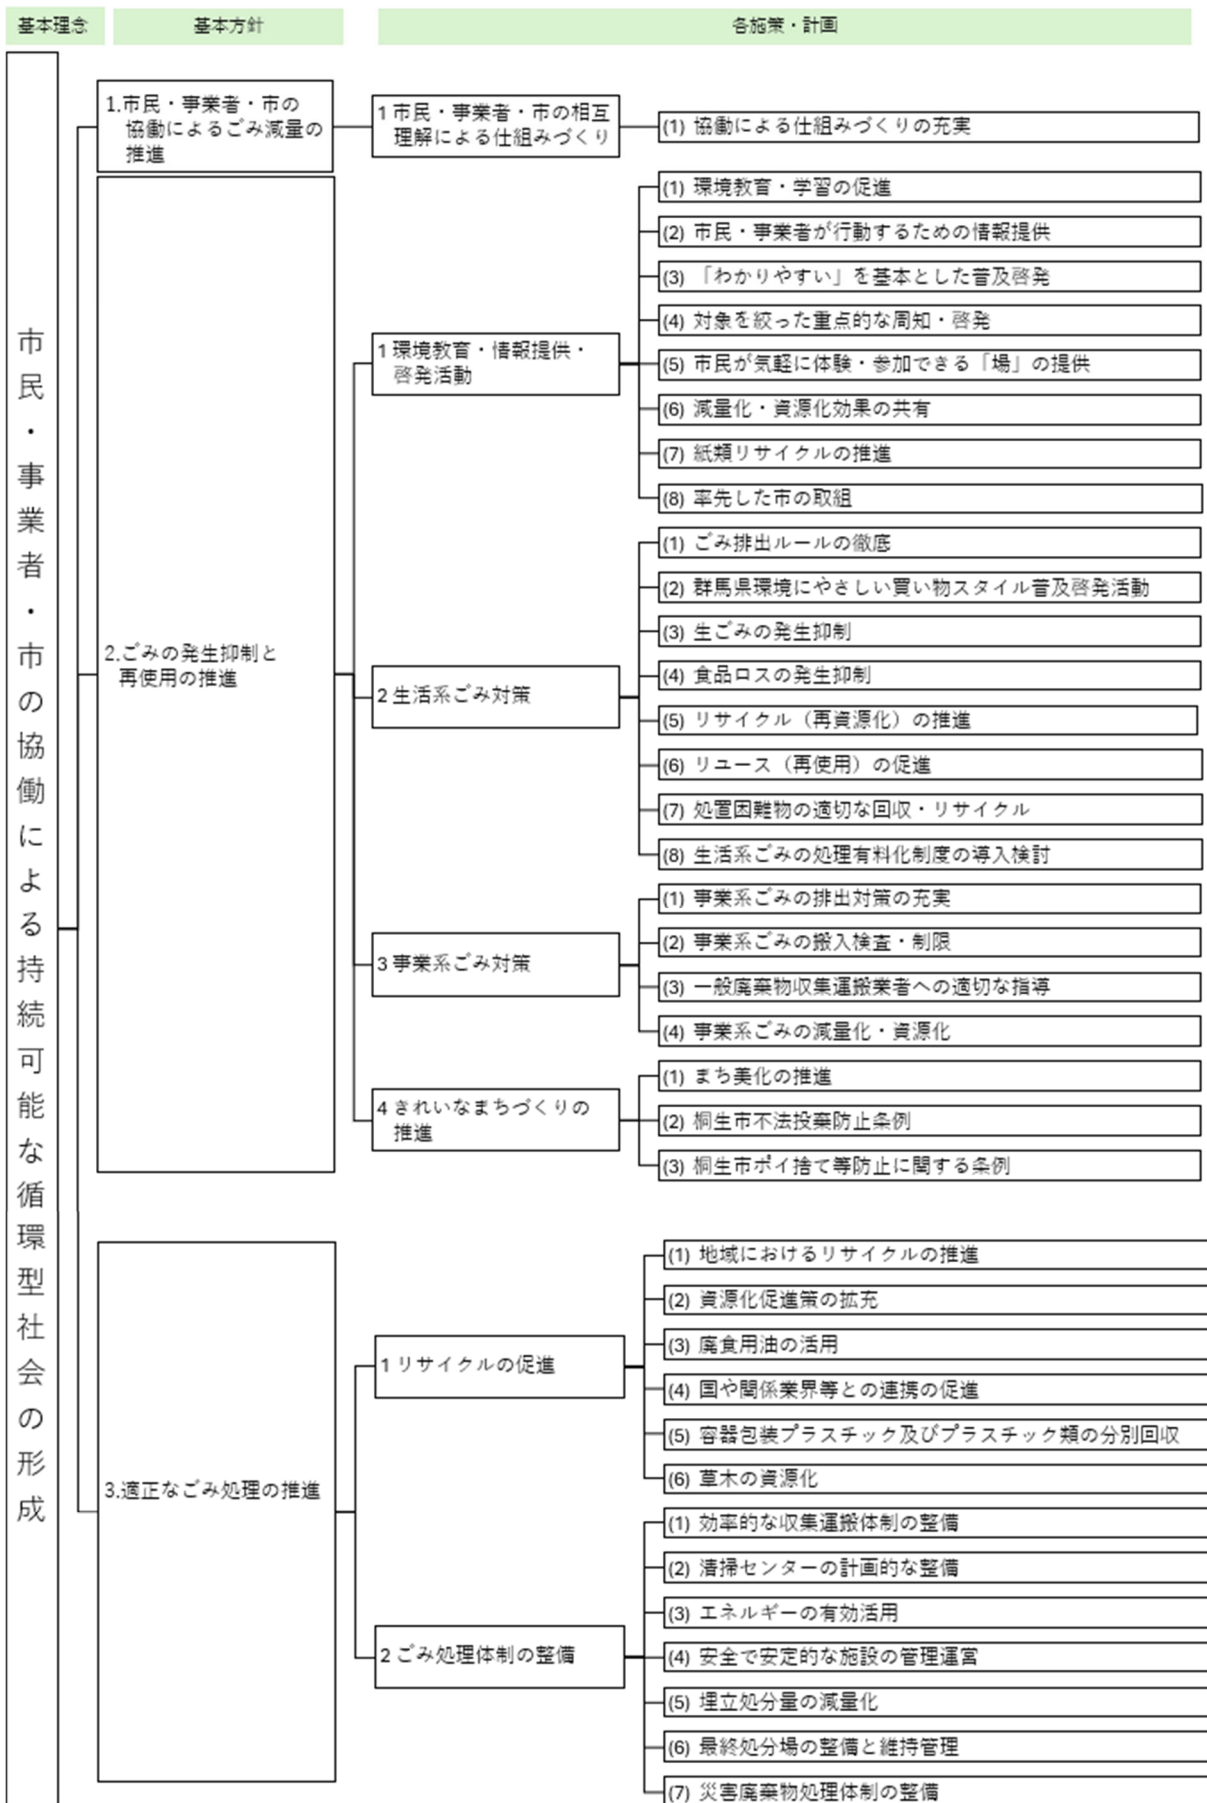 基本理念
基本方針
各施策・計画
市民・事業者・市の協働による持続可能な循環型社会の形成
1.市民・事業者・市の
協働によるごみ減量の
推進
1 市民・事業者・市の相互
理解による仕組みづくり
(1) 協働による仕組みづくりの充実
2.ごみの発生抑制と
再使用の推進
1 環境教育・情報提供・
啓発活動
(1) 環境教育・学習の促進
(2) 市民・事業者が行動するための情報提供
(3) 「わかりやすい」を基本とした普及啓発
(4) 対象を絞った重点的な周知・啓発
(5) 市民が気軽に体験・参加できる「場」の提供
(6) 減量化・資源化効果の共有
(7) 紙類リサイクルの推進
(8) 率先した市の取組
2 生活系ごみ対策
(1) ごみ排出ルールの徹底
(2) 群馬県環境にやさしい買い物スタイル普及啓発活動
(3) 生ごみの発生抑制
(4) 食品ロスの発生抑制
(5) リサイクル（再資源化）の推進
(6) リユース（再使用）の促進
(7) 処置困難物の適切な回収・リサイクル
(8) 生活系ごみの処理有料化制度の導入検討
3 事業系ごみ対策
(1) 事業系ごみの排出対策の充実
(2) 事業系ごみの搬入検査・制限
(3) 一般廃棄物収集運搬業者への適切な指導
(4) 事業系ごみの減量化・資源化
4 きれいなまちづくりの
推進
(1) まち美化の推進
(2) 桐生市不法投棄防止条例
(3) 桐生市ポイ捨て等防止に関する条例
3.適正なごみ処理の推進
1 リサイクルの促進
(1) 地域におけるリサイクルの推進
(2) 資源化促進策の拡充
(3) 廃食用油の活用
(4) 国や関係業界等との連携の促進
(5) 容器包装プラスチック及びプラスチック類の分別回収
(6) 草木の資源化
2 ごみ処理体制の整備
(1) 効率的な収集運搬体制の整備
(2) 清掃センターの計画的な整備
(3) エネルギーの有効活用
(4) 安全で安定的な施設の管理運営
(5) 埋立処分量の減量化
(6) 最終処分場の整備と維持管理
(7) 災害廃棄物処理体制の整備